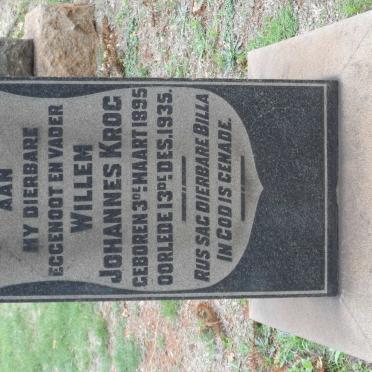 AAN
MY DIERBARE
EGGENOOT EN VADER
WILLEM
JOHANNES KROG
GEBOREN 3DE MAART 1895
OORLEDE 13DE DES. 1935.
RUS SAC DIERBARE BILLA
IN GOD IS GENADE.